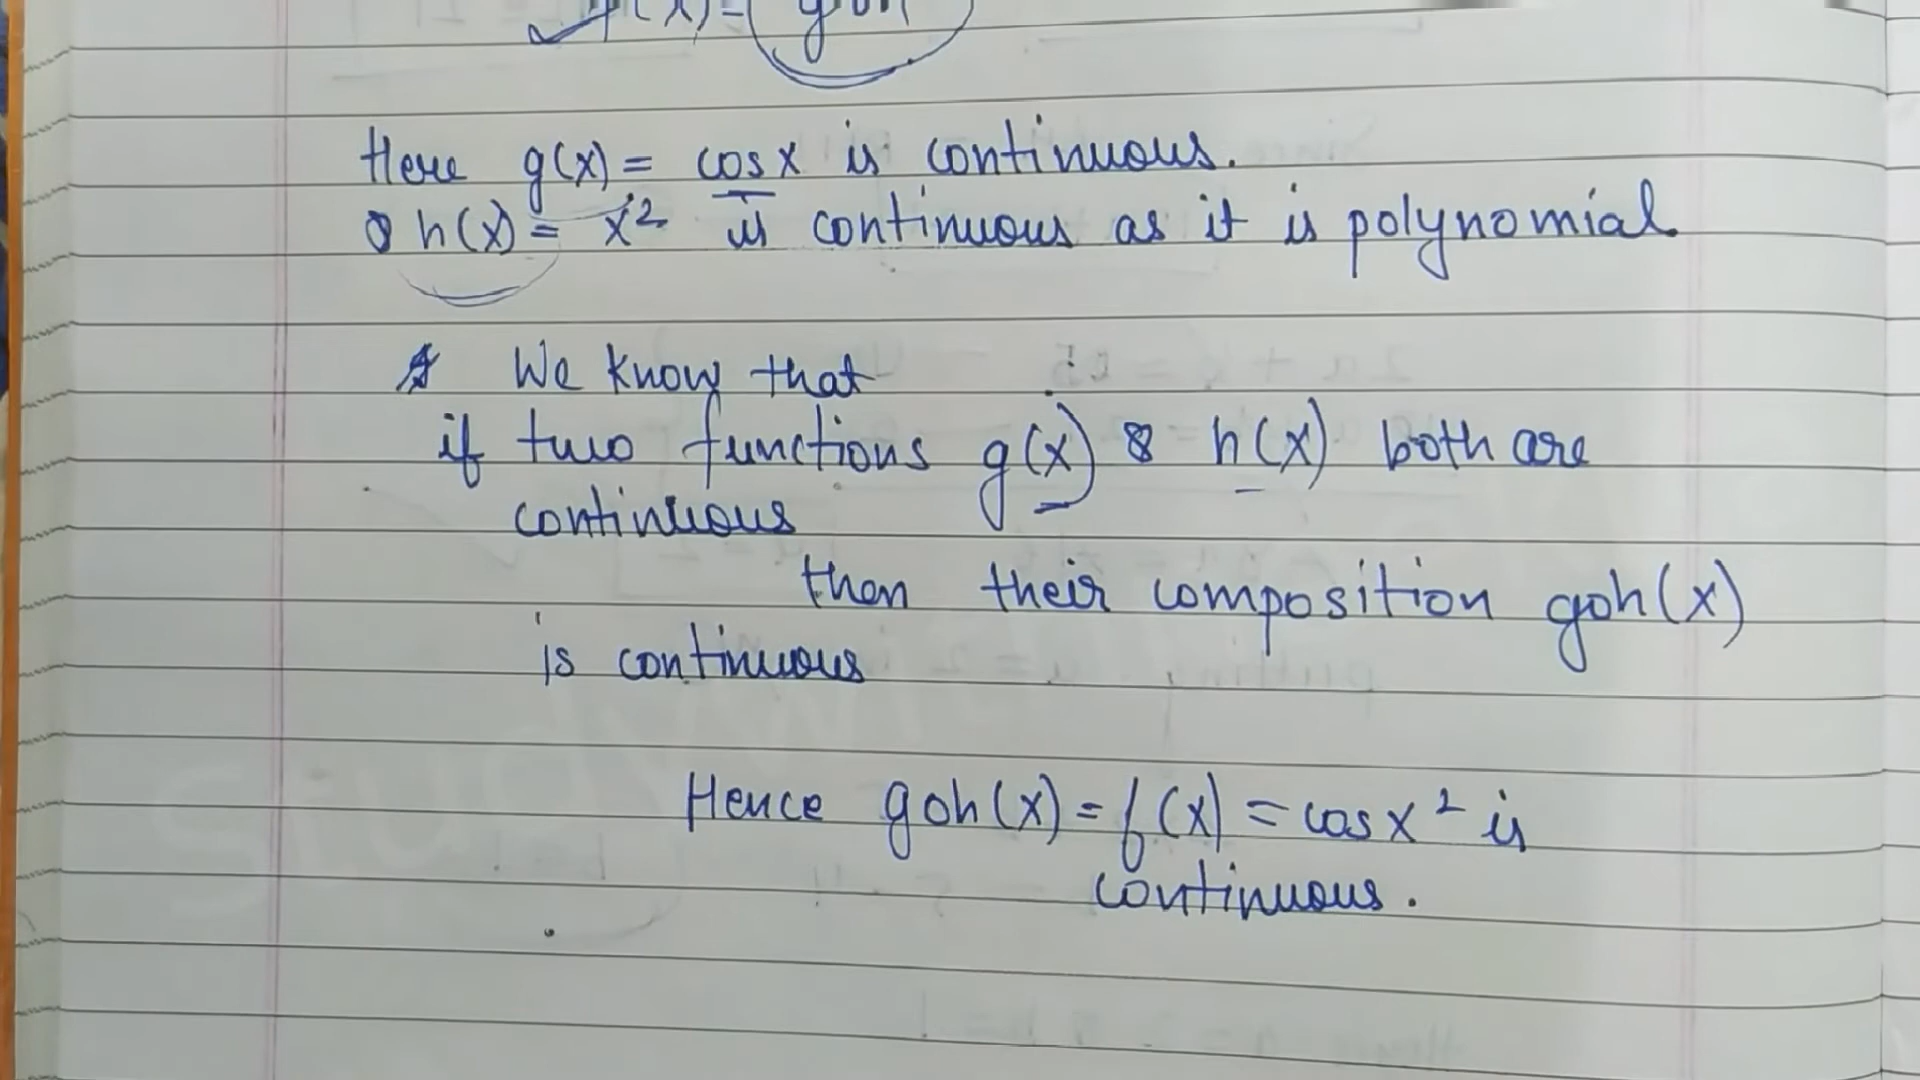 f(x) = goh
Here g(x) = cos x is continuous.
& h(x) = x² is continuous as it is polynomial
We know that
if two functions g(x) & h(x) both are
continuous
then their composition goh(x)
is continuous
Hence goh(x) = f(x) = cos x² is
continuous.